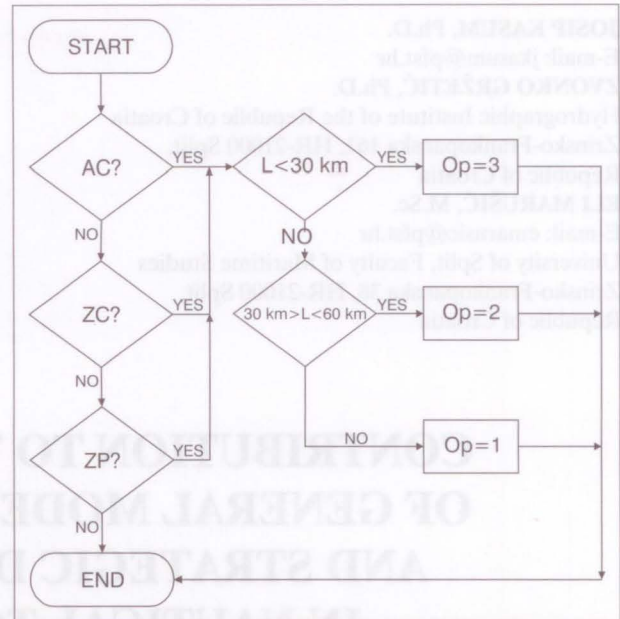 START
AC?
YES
L<30 km
YES
Op=3
NO
NO
ZC?
YES
30 km>L<60 km
YES
Op=2
NO
ZP?
YES
NO
Op=1
NO
END
JOSIP KASUM, Ph.D.
E-mail: jkasum@pfst.hr
ZVONKO GRŽETIĆ, Ph.D.
Hydrographic Institute of the Republic of Croatia
Zrinsko-Frankopanska 161, HR-21000 Split
Republic of Croatia
MARUŠIĆ, M.Sc.
E-mail:
University of Split, Faculty of Maritime Studies
Zrinsko-Frankopanska 38, HR-21000 Split
Republic of Croatia
CONTRIBUTION TO
OF GENERAL MODE
AND STRATEGIC D
IN NAUTICAL